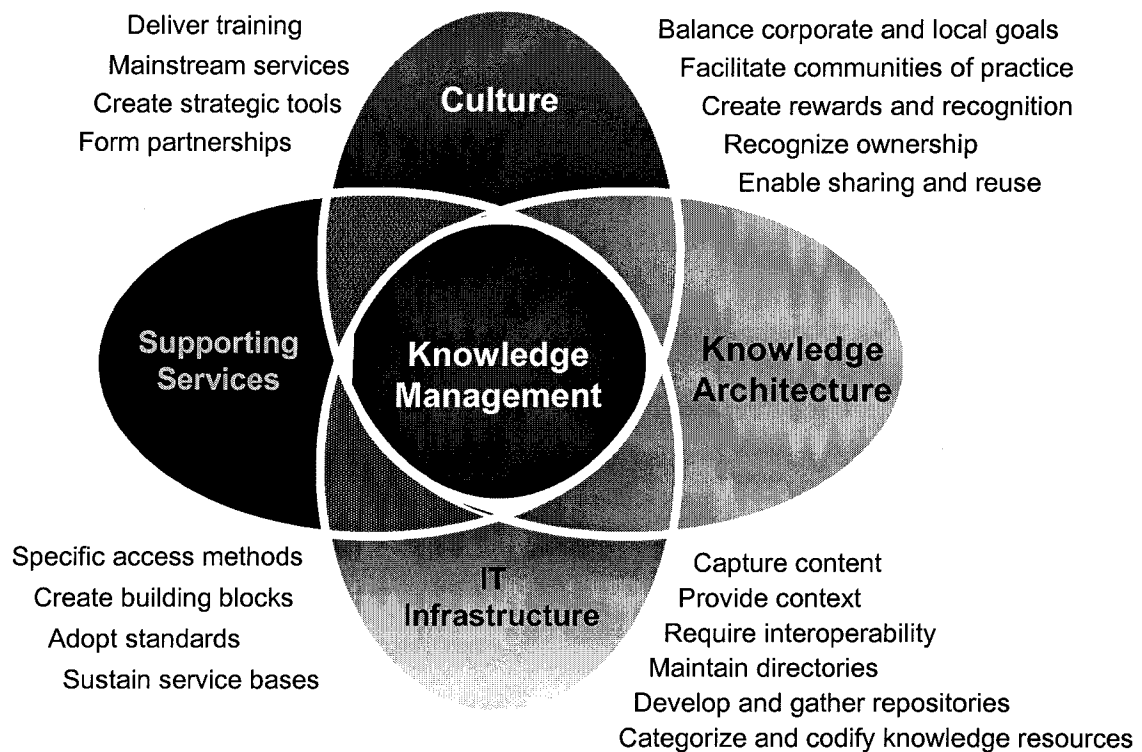 Deliver training
Mainstream services
Create strategic tools
Form partnerships
Culture
Balance corporate and local goals
Facilitate communities of practice
Create rewards and recognition
Recognize ownership
Enable sharing and reuse
Supporting
Services
Knowledge
Management
Knowledge
Architecture
Specific access methods
Create building blocks
Adopt standards
Sustain service bases
IT
Infrastructure
Capture content
Provide context
Require interoperability
Maintain directories
Develop and gather repositories
Categorize and codify knowledge resources